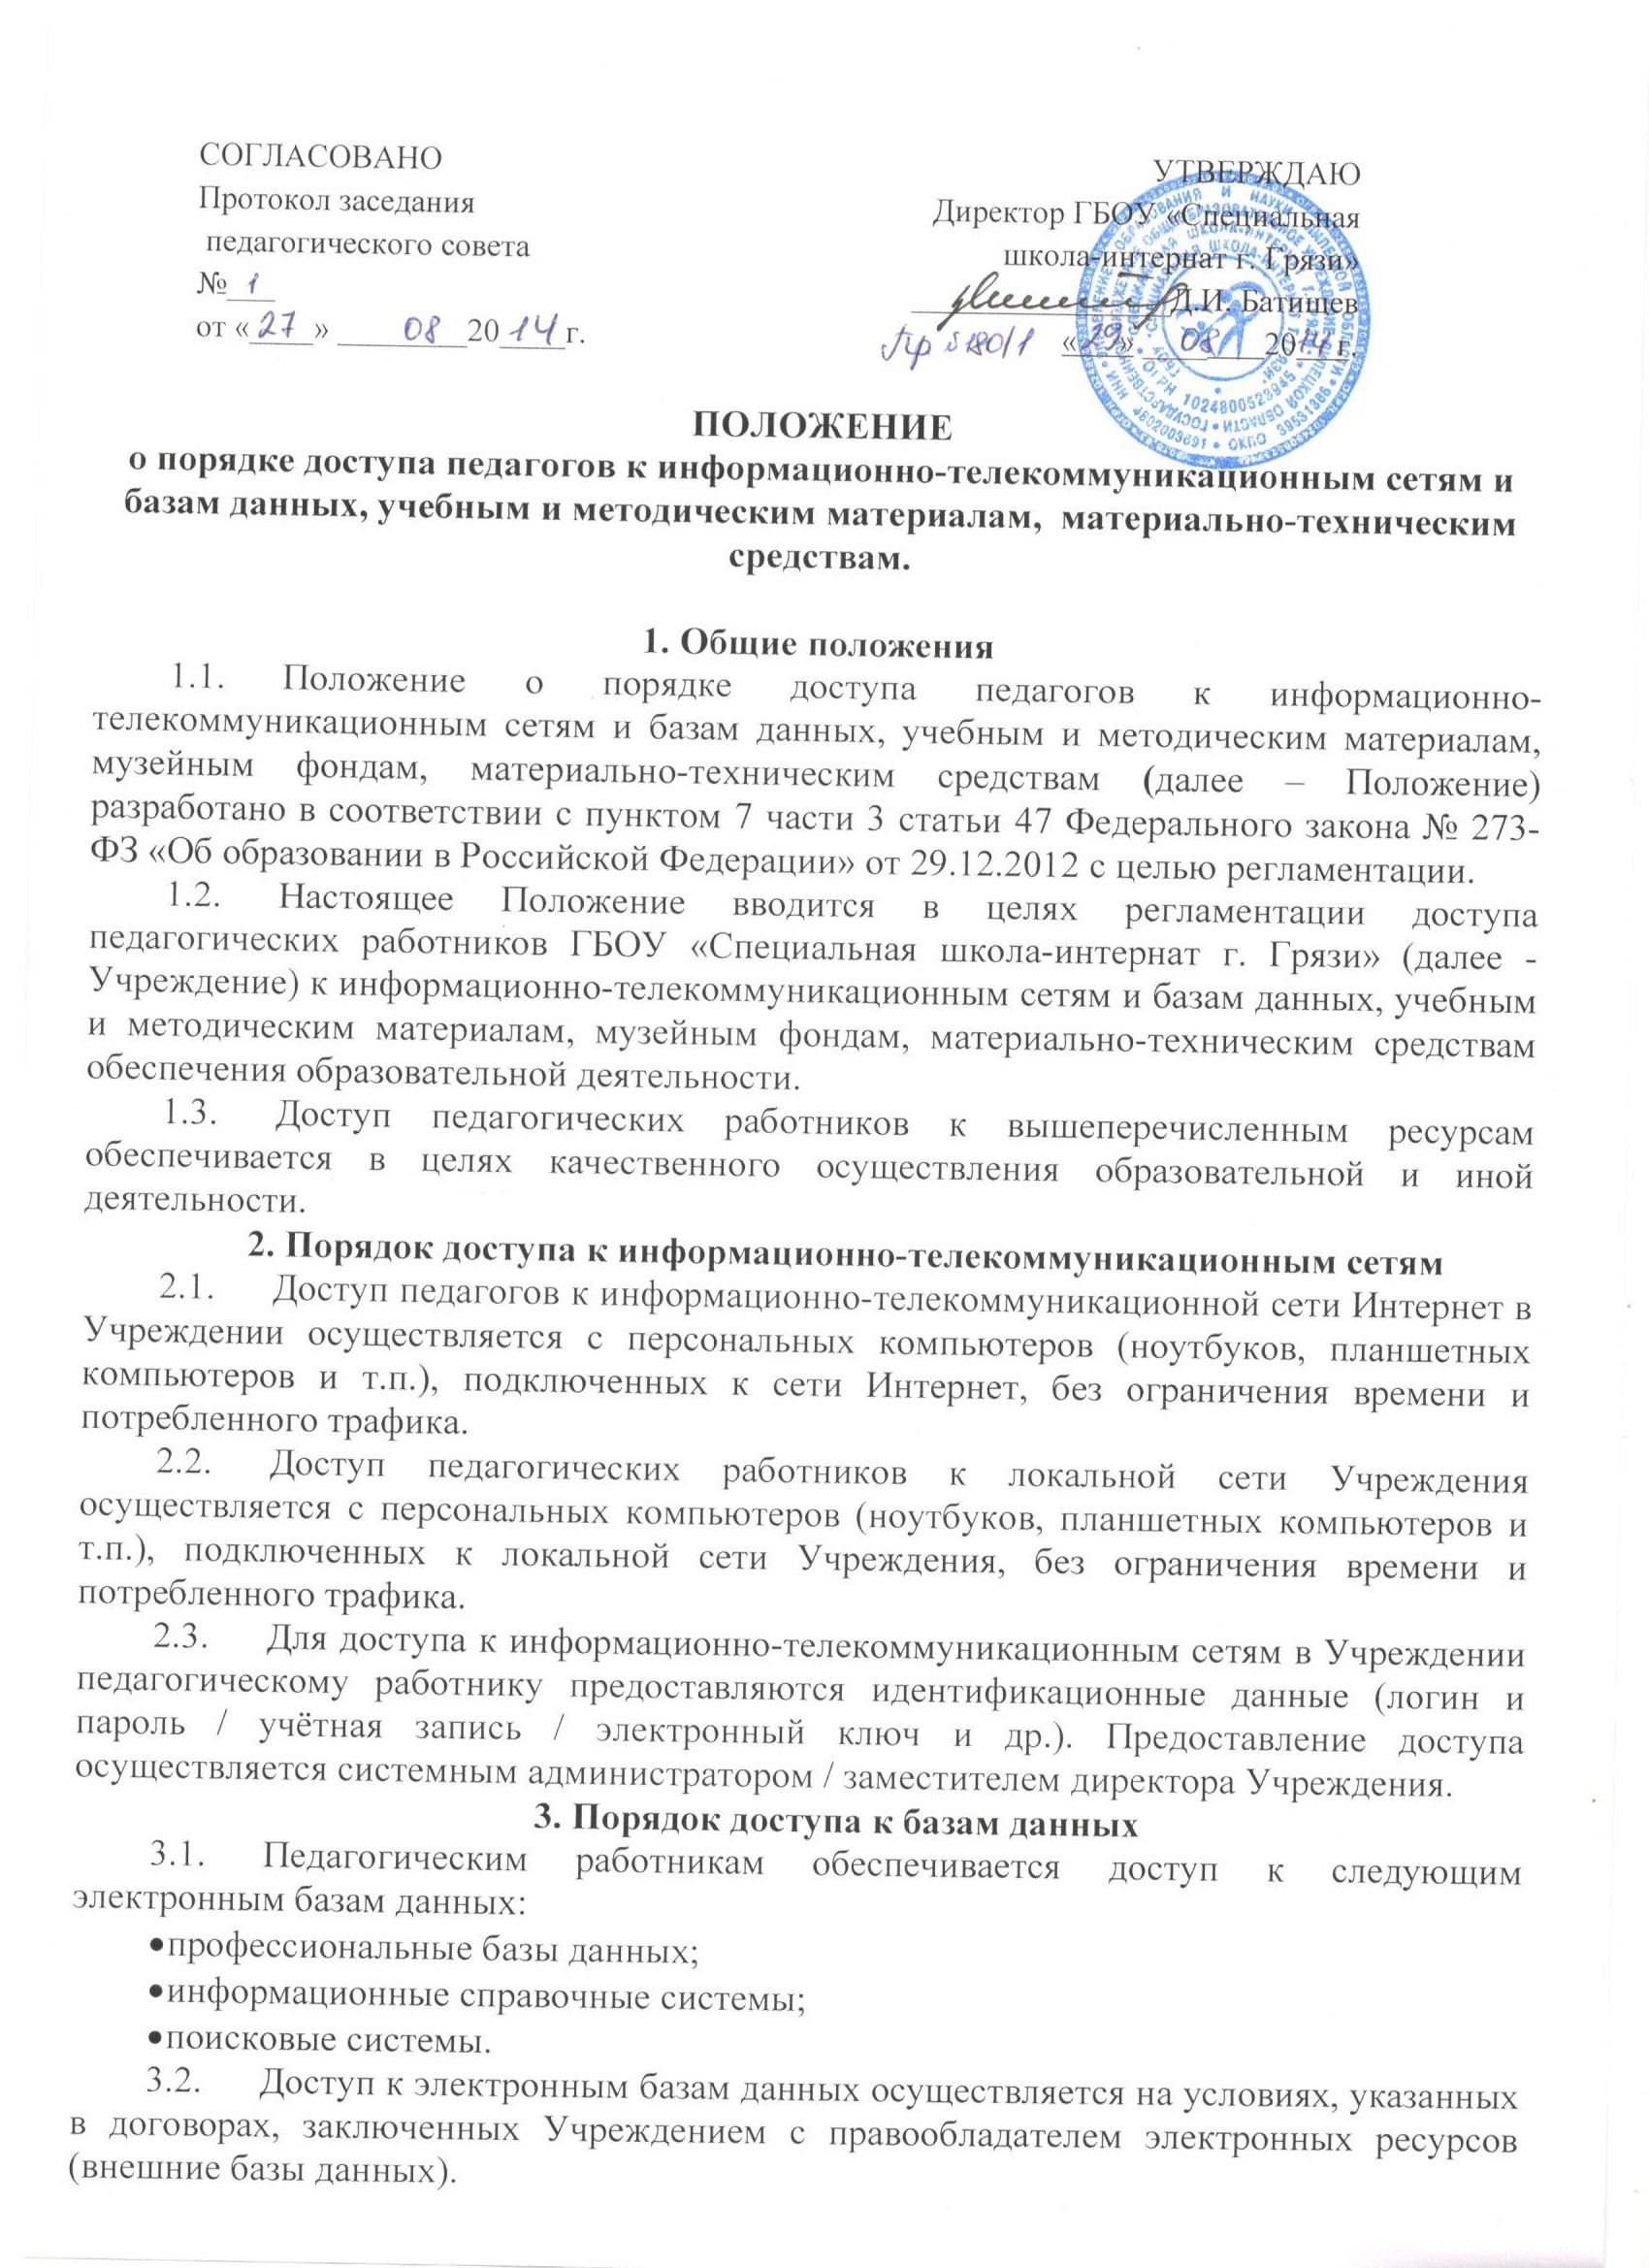 СОГЛАСОВАНО
Протокол заседания
педагогического совета
№ 1
от «27» 08 2014 г.
УТВЕРЖДАЮ
Директор ГБОУ «Специальная
школа-интернат г. Грязи»
Д.И. Батищев
Пр 180/1 «29» 08 2014 г.
ПОЛОЖЕНИЕ
о порядке доступа педагогов к информационно-телекоммуникационным сетям и
базам данных, учебным и методическим материалам, материально-техническим
средствам.
1. Общие положения
1.1. Положение о порядке доступа педагогов к информационно-
телекоммуникационным сетям и базам данных, учебным и методическим материалам,
музейным фондам, материально-техническим средствам (далее – Положение)
разработано в соответствии с пунктом 7 части 3 статьи 47 Федерального закона № 273-
ФЗ «Об образовании в Российской Федерации» от 29.12.2012 с целью регламентации.
1.2. Настоящее Положение вводится в целях регламентации доступа
педагогических работников ГБОУ «Специальная школа-интернат г. Грязи» (далее -
Учреждение) к информационно-телекоммуникационным сетям и базам данных, учебным
и методическим материалам, музейным фондам, материально-техническим средствам
обеспечения образовательной деятельности.
1.3. Доступ педагогических работников к вышеперечисленным ресурсам
обеспечивается в целях качественного осуществления образовательной и иной
деятельности.
2. Порядок доступа к информационно-телекоммуникационным сетям
2.1. Доступ педагогов к информационно-телекоммуникационной сети Интернет в
Учреждении осуществляется с персональных компьютеров (ноутбуков, планшетных
компьютеров и т.п.), подключенных к сети Интернет, без ограничения времени и
потребленного трафика.
2.2. Доступ педагогических работников к локальной сети Учреждения
осуществляется с персональных компьютеров (ноутбуков, планшетных компьютеров и
т.п.), подключенных к локальной сети Учреждения, без ограничения времени и
потребленного трафика.
2.3. Для доступа к информационно-телекоммуникационным сетям в Учреждении
педагогическому работнику предоставляются идентификационные данные (логин и
пароль / учётная запись / электронный ключ и др.). Предоставление доступа
осуществляется системным администратором / заместителем директора Учреждения.
3. Порядок доступа к базам данных
3.1. Педагогическим работникам обеспечивается доступ к следующим
электронным базам данных:
•профессиональные базы данных;
•информационные справочные системы;
•поисковые системы.
3.2. Доступ к электронным базам данных осуществляется на условиях, указанных
в договорах, заключенных Учреждением с правообладателем электронных ресурсов
(внешние базы данных).